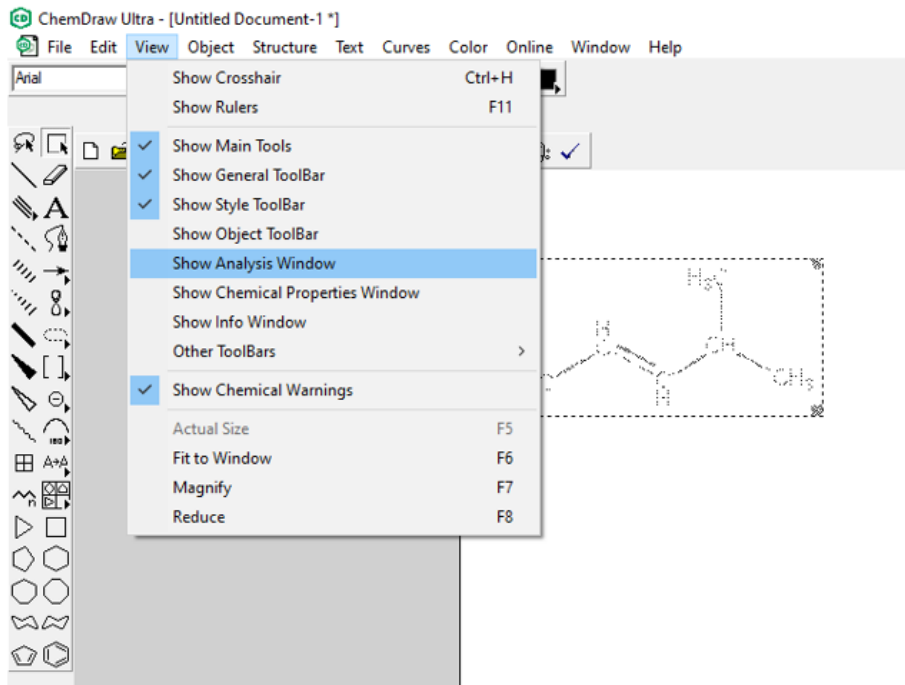 ChemDraw Ultra - [Untitled Document-1 *]
File Edit View Object Structure Text Curves Color Online Window Help
Arial
Show Crosshair Ctrl+H
Show Rulers F11
Show Main Tools
Show General ToolBar
Show Style ToolBar
Show Object ToolBar
Show Analysis Window
Show Chemical Properties Window
Show Info Window
Other ToolBars
Show Chemical Warnings
Actual Size F5
Fit to Window F6
Magnify F7
Reduce F8
H3C
H
CH
CH3
H